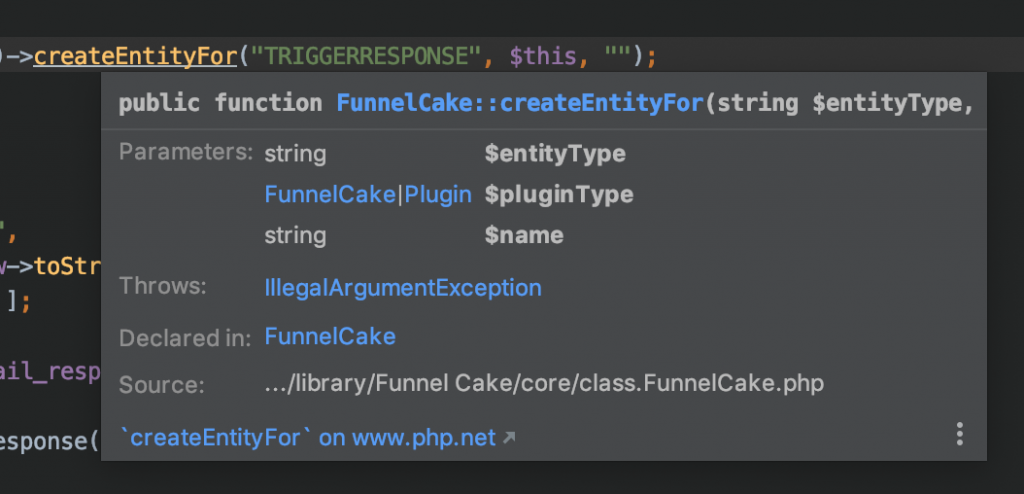 )->createEntityFor("TRIGGERRESPONSE", $this, "");
public function FunnelCake::createEntityFor(string $entityType,
Parameters: string $entityType
FunnelCake|Plugin $pluginType
string $name
",
w->toStr
Throws: IllegalArgumentException
];
Declared in: FunnelCake
ail_resp
Source: .../library/Funnel Cake/core/class.FunnelCake.php
esponse(
`createEntityFor` on www.php.net ↗